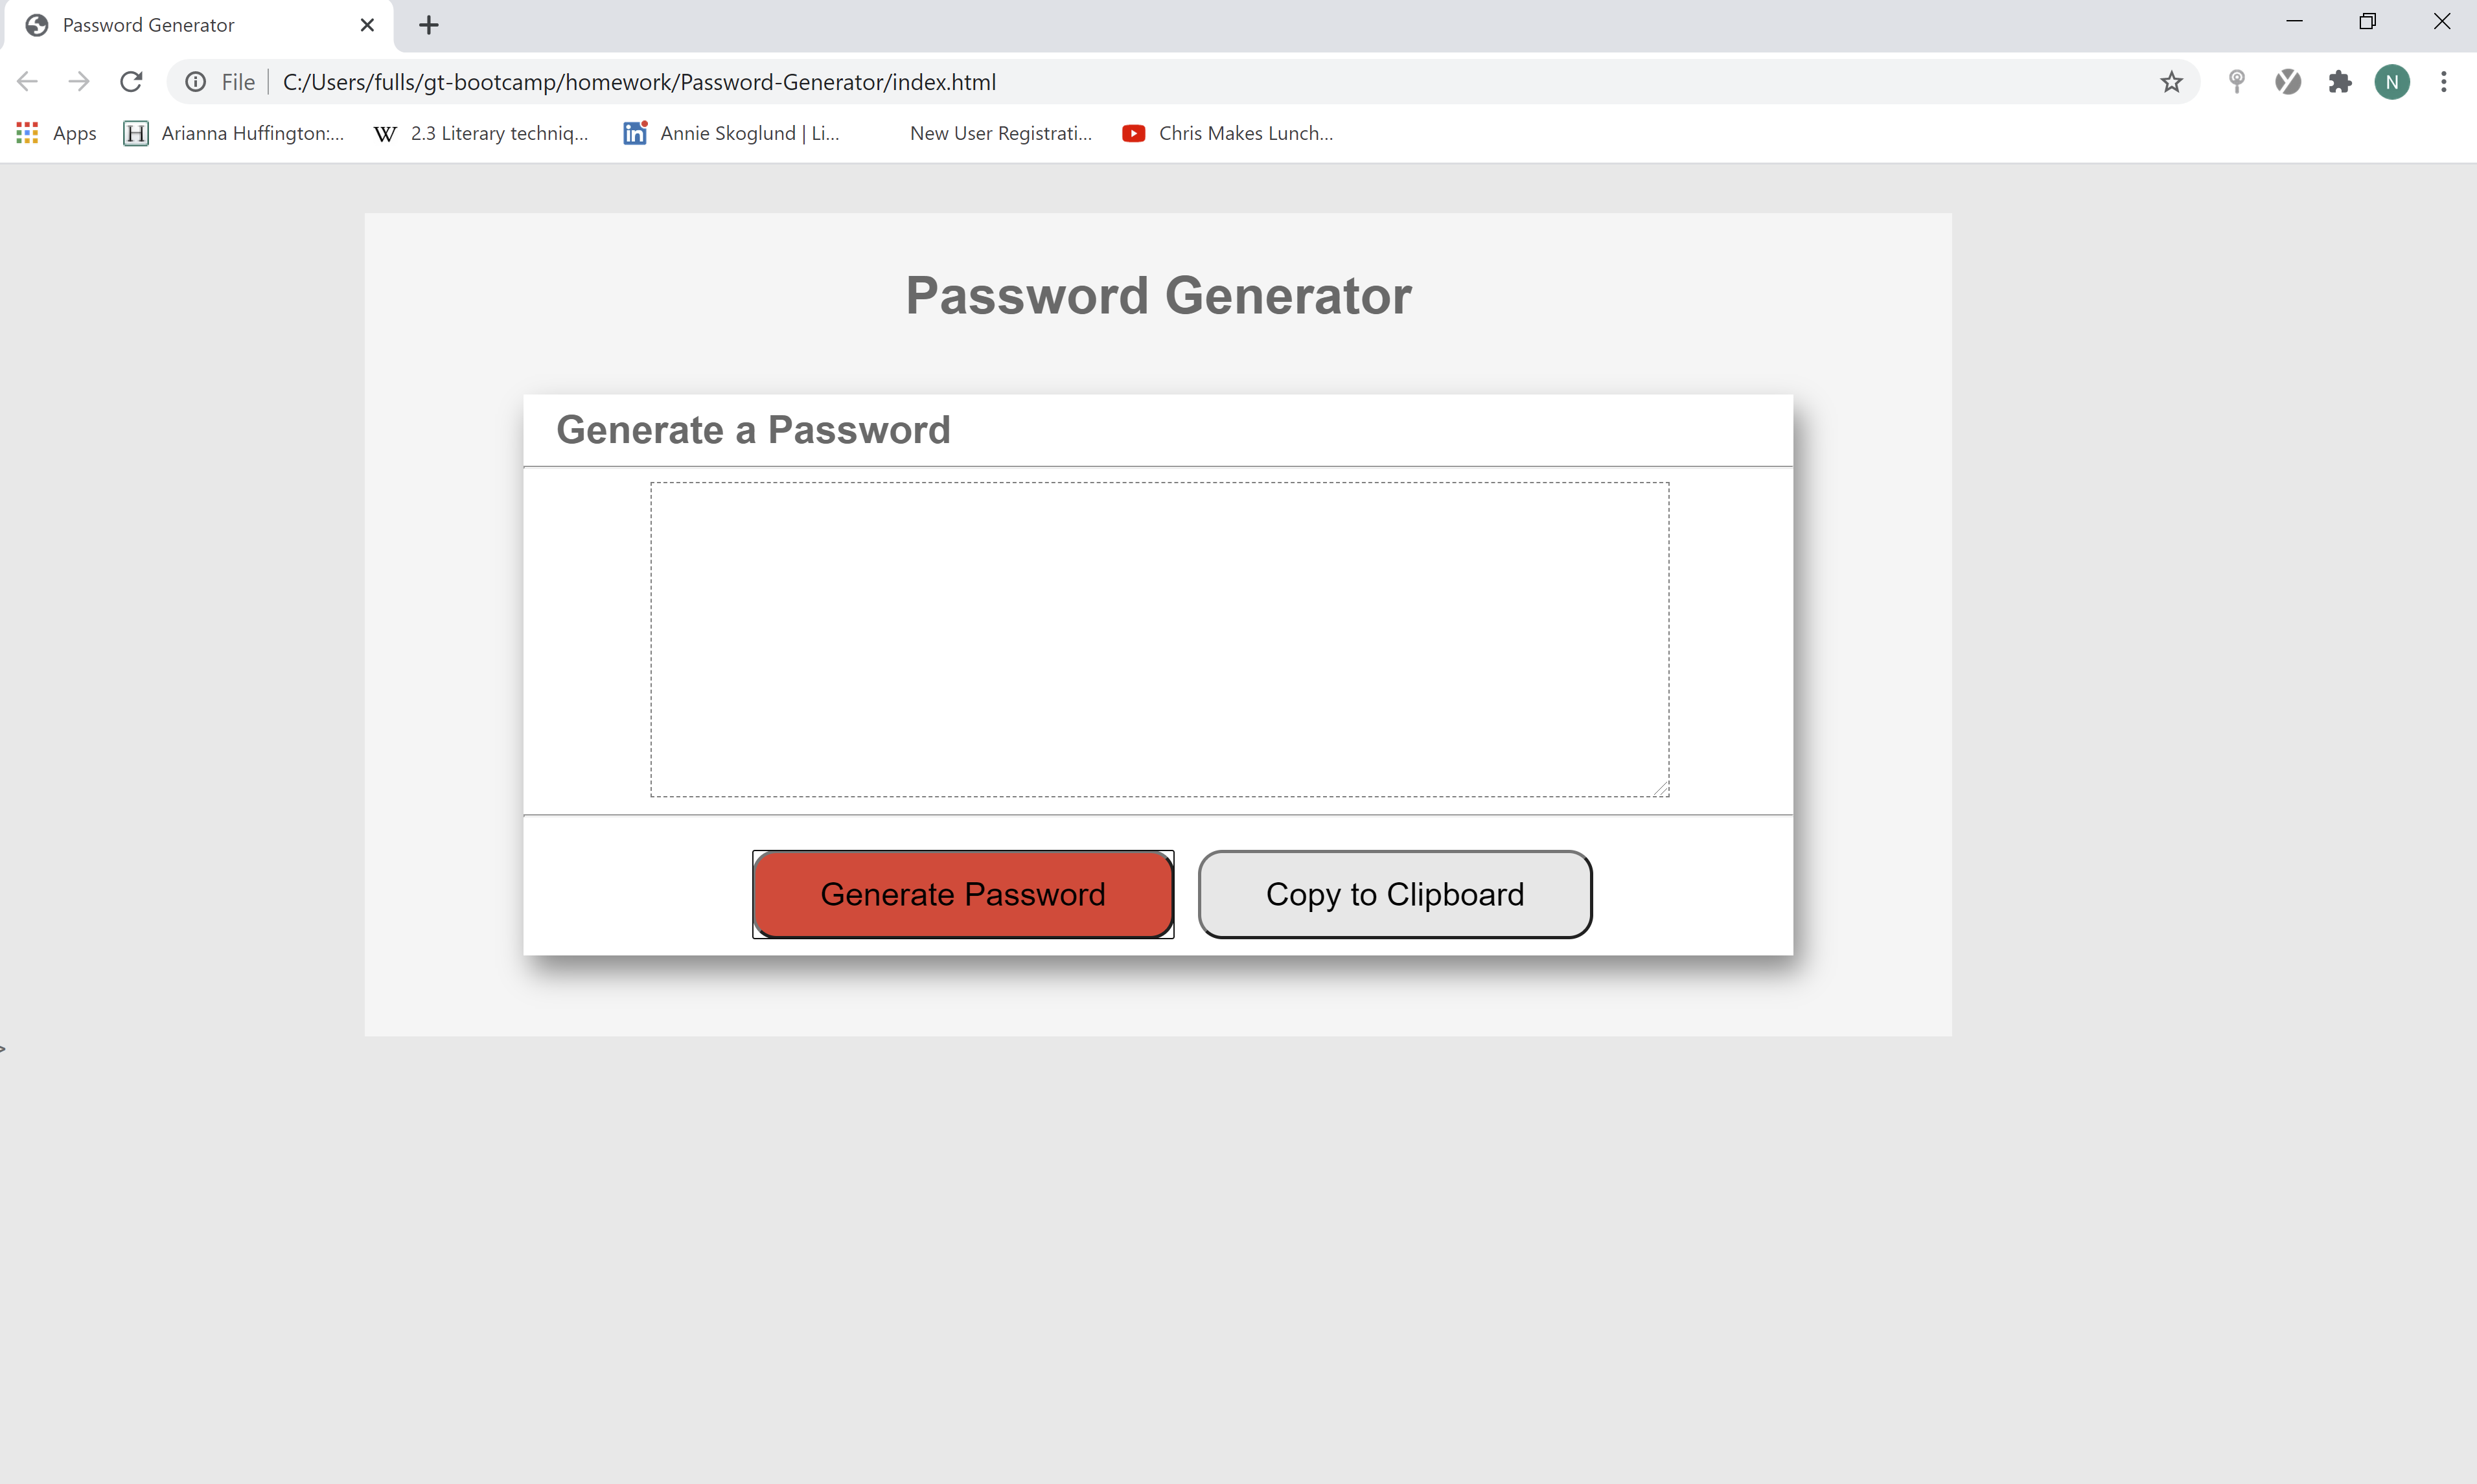 Password Generator
File C:/Users/fulls/gt-bootcamp/homework/Password-Generator/index.html
N
Apps H Arianna Huffington:... W 2.3 Literary techniq... in Annie Skoglund | Li... New User Registrati... Chris Makes Lunch...
Password Generator
Generate a Password
Generate Password Copy to Clipboard
>